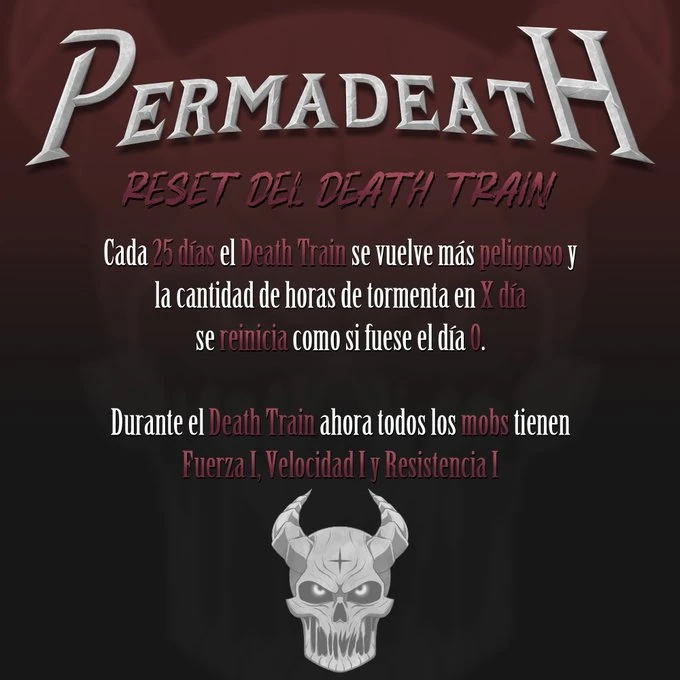 PERMADEATH
RESET DEL DEATH TRAIN
Cada 25 días el Death Train se vuelve más peligroso y
la cantidad de horas de tormenta en X día
se reinicia como si fuese el día 0.
Durante el Death Train ahora todos los mobs tienen
Fuerza I, Velocidad I y Resistencia I